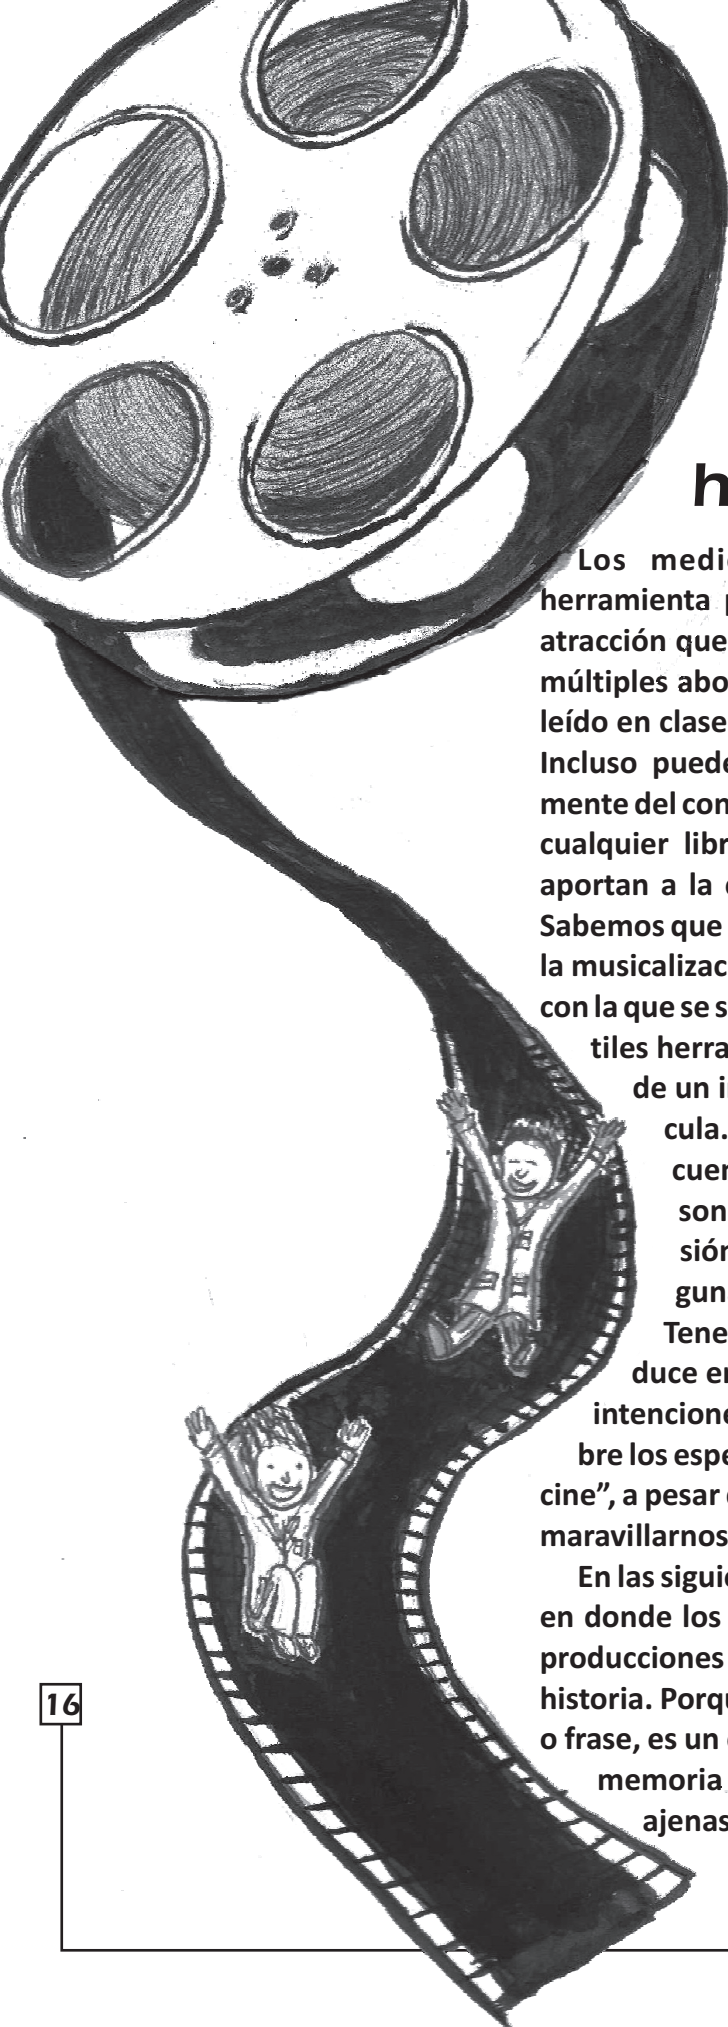 h
Los medi
herramienta p
atracción que
múltiples abo
leído en clase
Incluso puede
mente del con
cualquier libr
aportan a la
Sabemos que
la musicalizac
con la que se s
tiles herra
de un i
cula.
cuer
son
sión
gun
Tene
duce en
intencione
bre los espe
cine”, a pesar
maravillarnos
En las siguie
en donde los
producciones
historia. Porqu
o frase, es un
memoria
ajenas
16